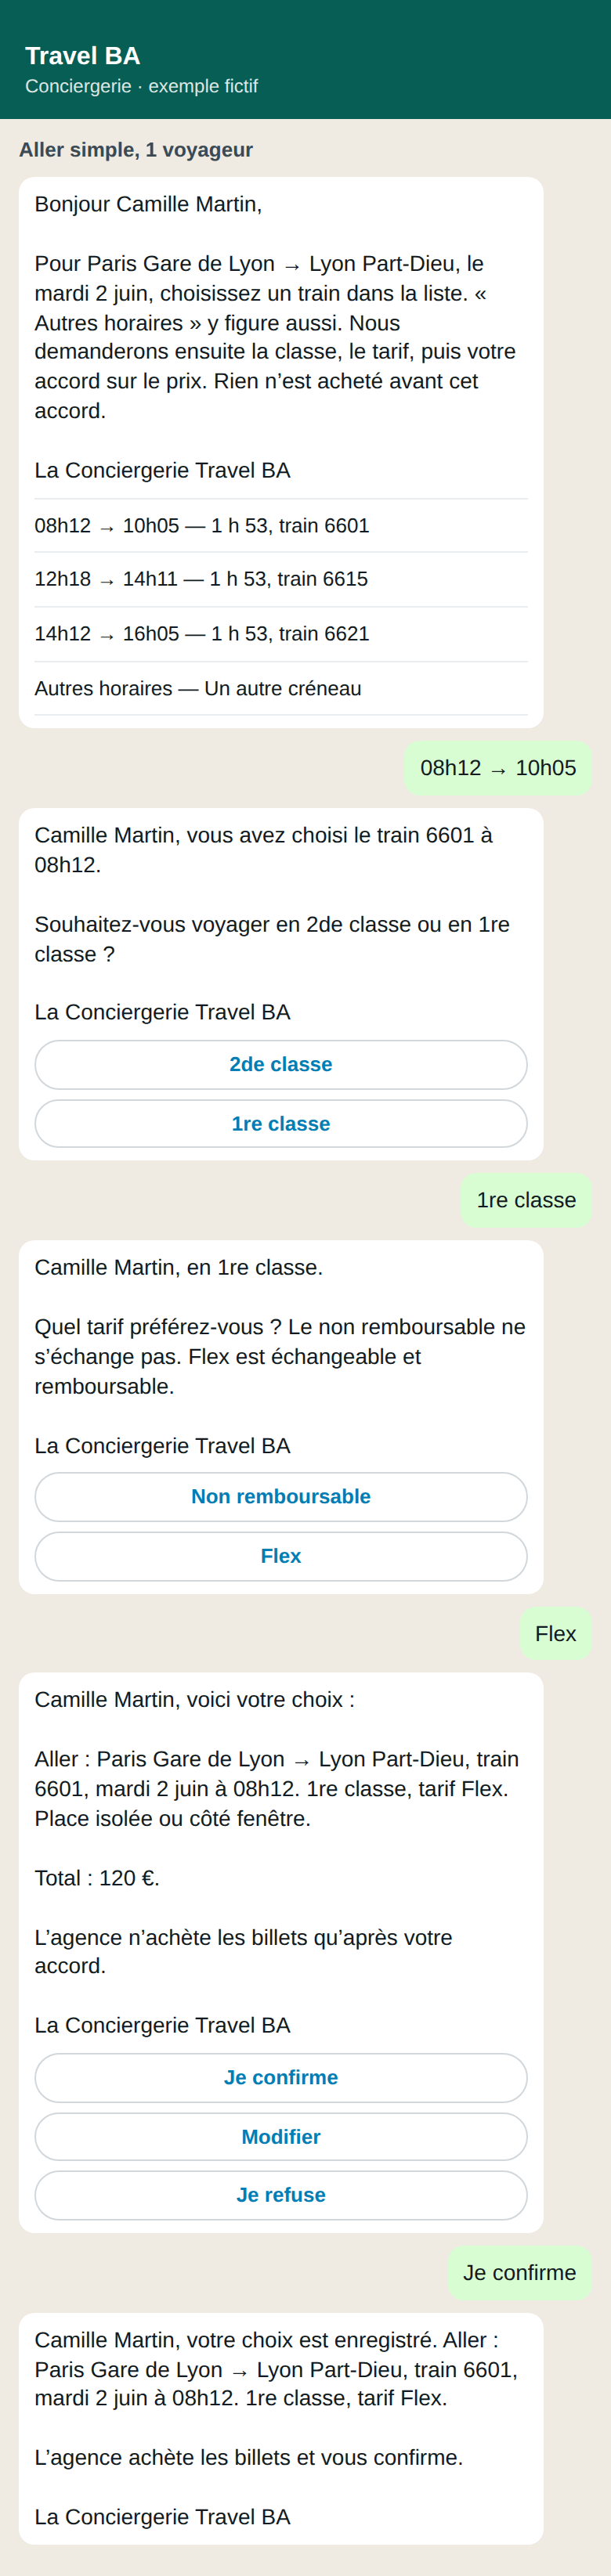 Travel BA
Conciergerie · exemple fictif
Aller simple, 1 voyageur
Bonjour Camille Martin,
Pour Paris Gare de Lyon → Lyon Part-Dieu, le
mardi 2 juin, choisissez un train dans la liste. «
Autres horaires » y figure aussi. Nous
demanderons ensuite la classe, le tarif, puis votre
accord sur le prix. Rien n’est acheté avant cet
accord.
La Conciergerie Travel BA
08h12 → 10h05 — 1 h 53, train 6601
12h18 → 14h11 — 1 h 53, train 6615
14h12 → 16h05 — 1 h 53, train 6621
Autres horaires — Un autre créneau
08h12 → 10h05
Camille Martin, vous avez choisi le train 6601 à
08h12.
Souhaitez-vous voyager en 2de classe ou en 1re
classe ?
La Conciergerie Travel BA
2de classe
1re classe
1re classe
Camille Martin, en 1re classe.
Quel tarif préférez-vous ? Le non remboursable ne
s’échange pas. Flex est échangeable et
remboursable.
La Conciergerie Travel BA
Non remboursable
Flex
Flex
Camille Martin, voici votre choix :
Aller : Paris Gare de Lyon → Lyon Part-Dieu, train
6601, mardi 2 juin à 08h12. 1re classe, tarif Flex.
Place isolée ou côté fenêtre.
Total : 120 €.
L’agence n’achète les billets qu’après votre
accord.
La Conciergerie Travel BA
Je confirme
Modifier
Je refuse
Je confirme
Camille Martin, votre choix est enregistré. Aller :
Paris Gare de Lyon → Lyon Part-Dieu, train 6601,
mardi 2 juin à 08h12. 1re classe, tarif Flex.
L’agence achète les billets et vous confirme.
La Conciergerie Travel BA